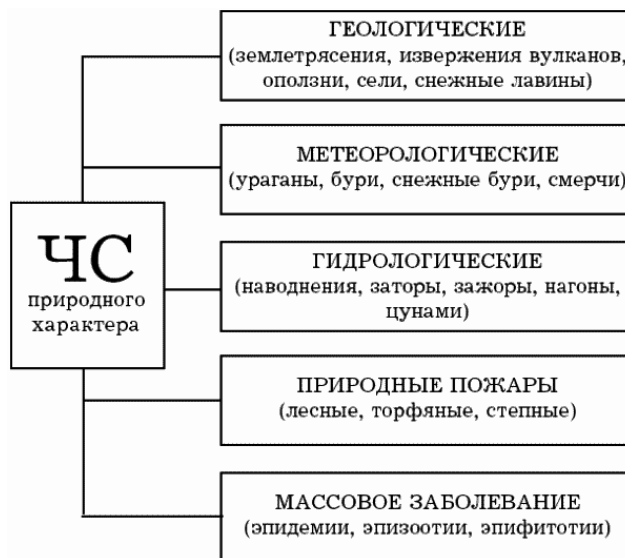 ГЕОЛОГИЧЕСКИЕ
(землетрясения, извержения вулканов,
оползни, сели, снежные лавины)
МЕТЕОРОЛОГИЧЕСКИЕ
(ураганы, бури, снежные бури, смерчи)
ЧС
природного
характера
ГИДРОЛОГИЧЕСКИЕ
(наводнения, заторы, зажоры, нагоны,
цунами)
ПРИРОДНЫЕ ПОЖАРЫ
(лесные, торфяные, степные)
МАССОВОЕ ЗАБОЛЕВАНИЕ
(эпидемии, эпизоотии, эпифитотии)